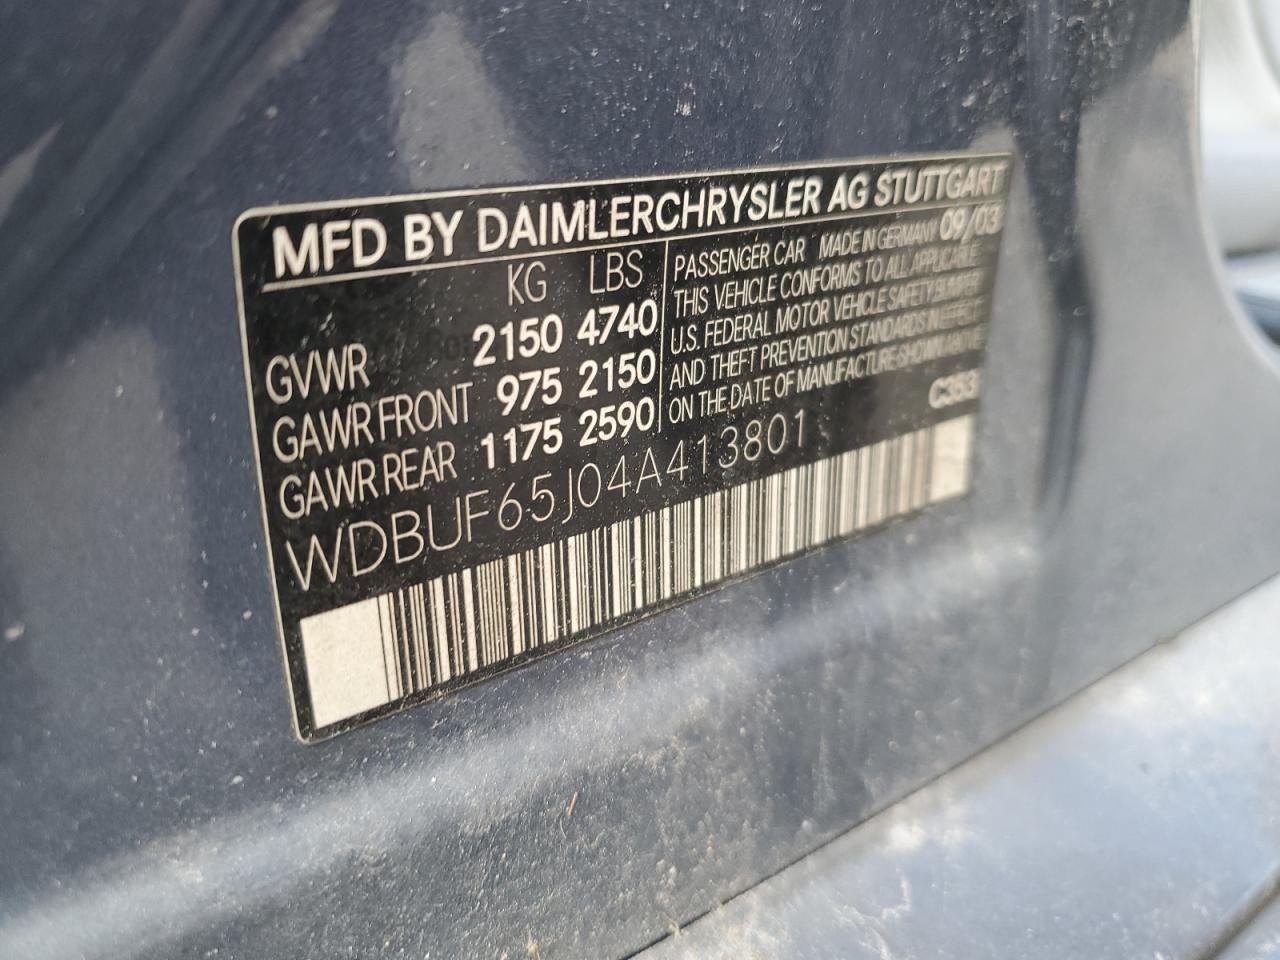 MFD BY DAIMLERCHRYSLER AG STUTTGART
KG LBS
GVWR 2150 4740
GAWR FRONT 975 2150
GAWR REAR 1175 2590
PASSENGER CAR MADE IN GERMANY 09/03
THIS VEHICLE CONFORMS TO ALL APPLICABLE
U.S. FEDERAL MOTOR VEHICLE SAFETY BUMPER
AND THEFT PREVENTION STANDARDS IN EFFECT
ON THE DATE OF MANUFACTURE SHOWN ABOVE
C353
WDBUF65J04A413801